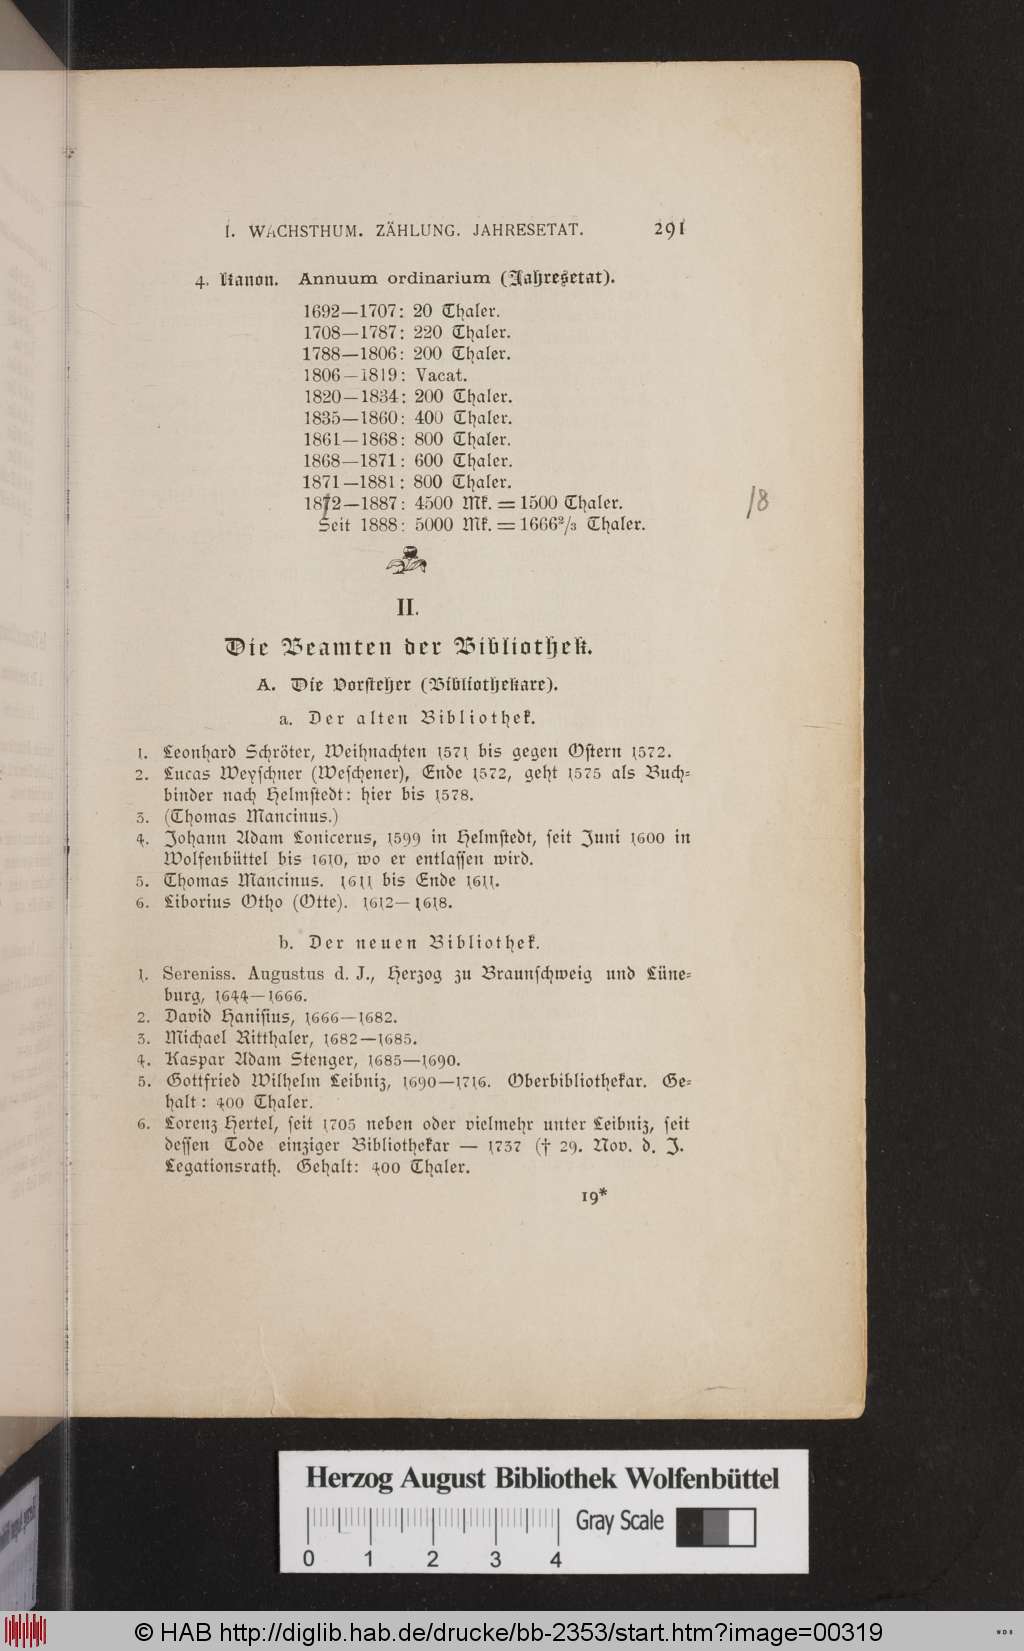 I. WACHSTHUM. ZÄHLUNG. JAHRESETAT. 291
4. Kanon. Annuum ordinarium (Jahresetat).
1692—1707: 20 Thaler.
1708—1787: 220 Thaler.
1788—1806: 200 Thaler.
1806—1819: Vacat.
1820—1834: 200 Thaler.
1835—1860: 400 Thaler.
1861—1868: 800 Thaler.
1868—1871: 600 Thaler.
1871—1881: 800 Thaler.
1872—1887: 4500 Mk. = 1500 Thaler. /8
Seit 1888: 5000 Mk. = 1666²/₃ Thaler.
II.
Die Beamten der Bibliothek.
A. Die Vorsteher (Bibliothekare).
a. Der alten Bibliothek.
1. Leonhard Schröter, Weihnachten 1571 bis gegen Ostern 1572.
2. Lucas Weyschner (Weschener), Ende 1572, geht 1575 als Buch-
binder nach Helmstedt: hier bis 1578.
3. (Thomas Mancinus.)
4. Johann Adam Lonicerus, 1599 in Helmstedt, seit Juni 1600 in
Wolfenbüttel bis 1610, wo er entlassen wird.
5. Thomas Mancinus. 1611 bis Ende 1611.
6. Liborius Otho (Otte). 1612—1618.
b. Der neuen Bibliothek.
1. Sereniss. Augustus d. J., Herzog zu Braunschweig und Lüne-
burg, 1644—1666.
2. David Hanisius, 1666—1682.
3. Michael Ritthaler, 1682—1685.
4. Kaspar Adam Stenger, 1685—1690.
5. Gottfried Wilhelm Leibniz, 1690—1716. Oberbibliothekar. Ge-
halt: 400 Thaler.
6. Lorenz Hertel, seit 1705 neben oder vielmehr unter Leibniz, seit
dessen Tode einziger Bibliothekar — 1737 († 29. Nov. d. J.
Legationsrath. Gehalt: 400 Thaler.
19*
Herzog August Bibliothek Wolfenbüttel
Gray Scale
0 1 2 3 4
© HAB http://diglib.hab.de/drucke/bb-2353/start.htm?image=00319